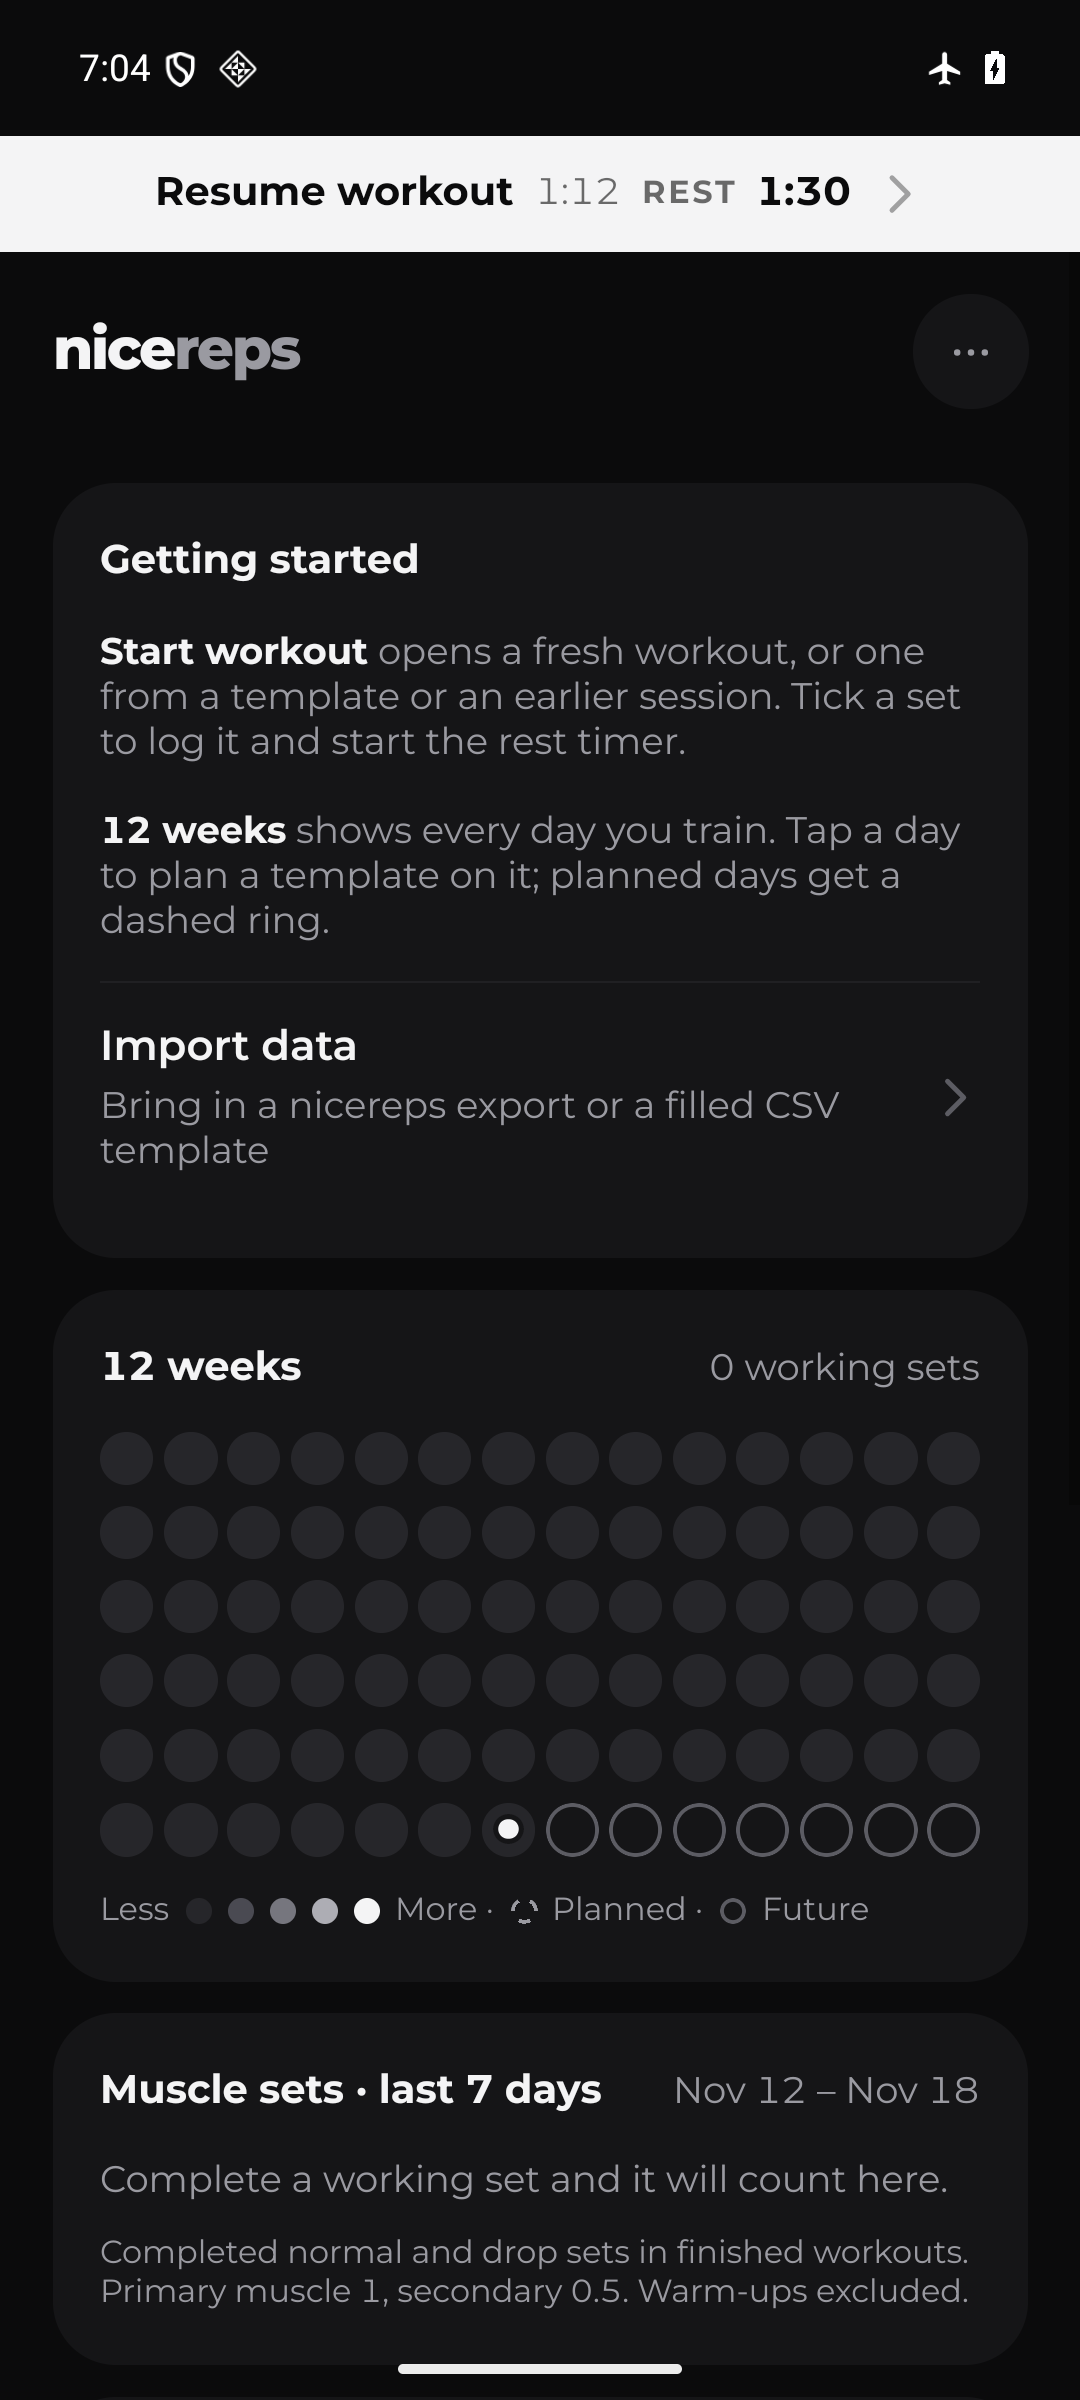 7:04
Resume workout 1:12 REST 1:30
nicereps
Getting started
Start workout opens a fresh workout, or one
from a template or an earlier session. Tick a set
to log it and start the rest timer.
12 weeks shows every day you train. Tap a day
to plan a template on it; planned days get a
dashed ring.
Import data
Bring in a nicereps export or a filled CSV
template
12 weeks 0 working sets
Less More · Planned · Future
Muscle sets · last 7 days Nov 12 – Nov 18
Complete a working set and it will count here.
Completed normal and drop sets in finished workouts.
Primary muscle 1, secondary 0.5. Warm-ups excluded.